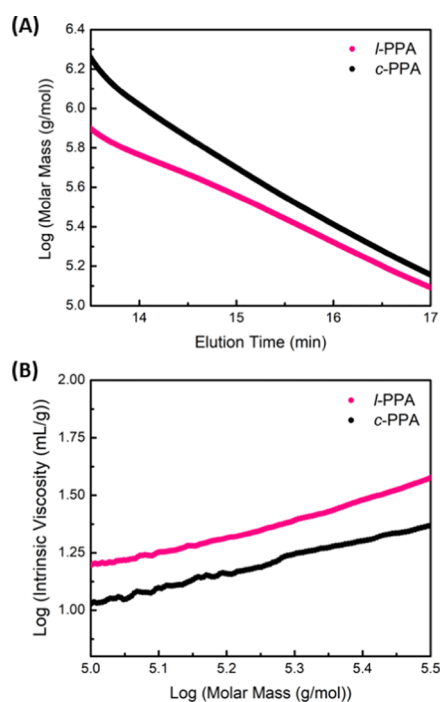 (A)
l-PPA
c-PPA
Log (Molar Mass (g/mol))
6.4
6.2
6.0
5.8
5.6
5.4
5.2
5.0
14 15 16 17
Elution Time (min)
(B)
l-PPA
c-PPA
Log (Intrinsic Viscosity (mL/g))
2.00
1.75
1.50
1.25
1.00
5.0 5.1 5.2 5.3 5.4 5.5
Log (Molar Mass (g/mol))